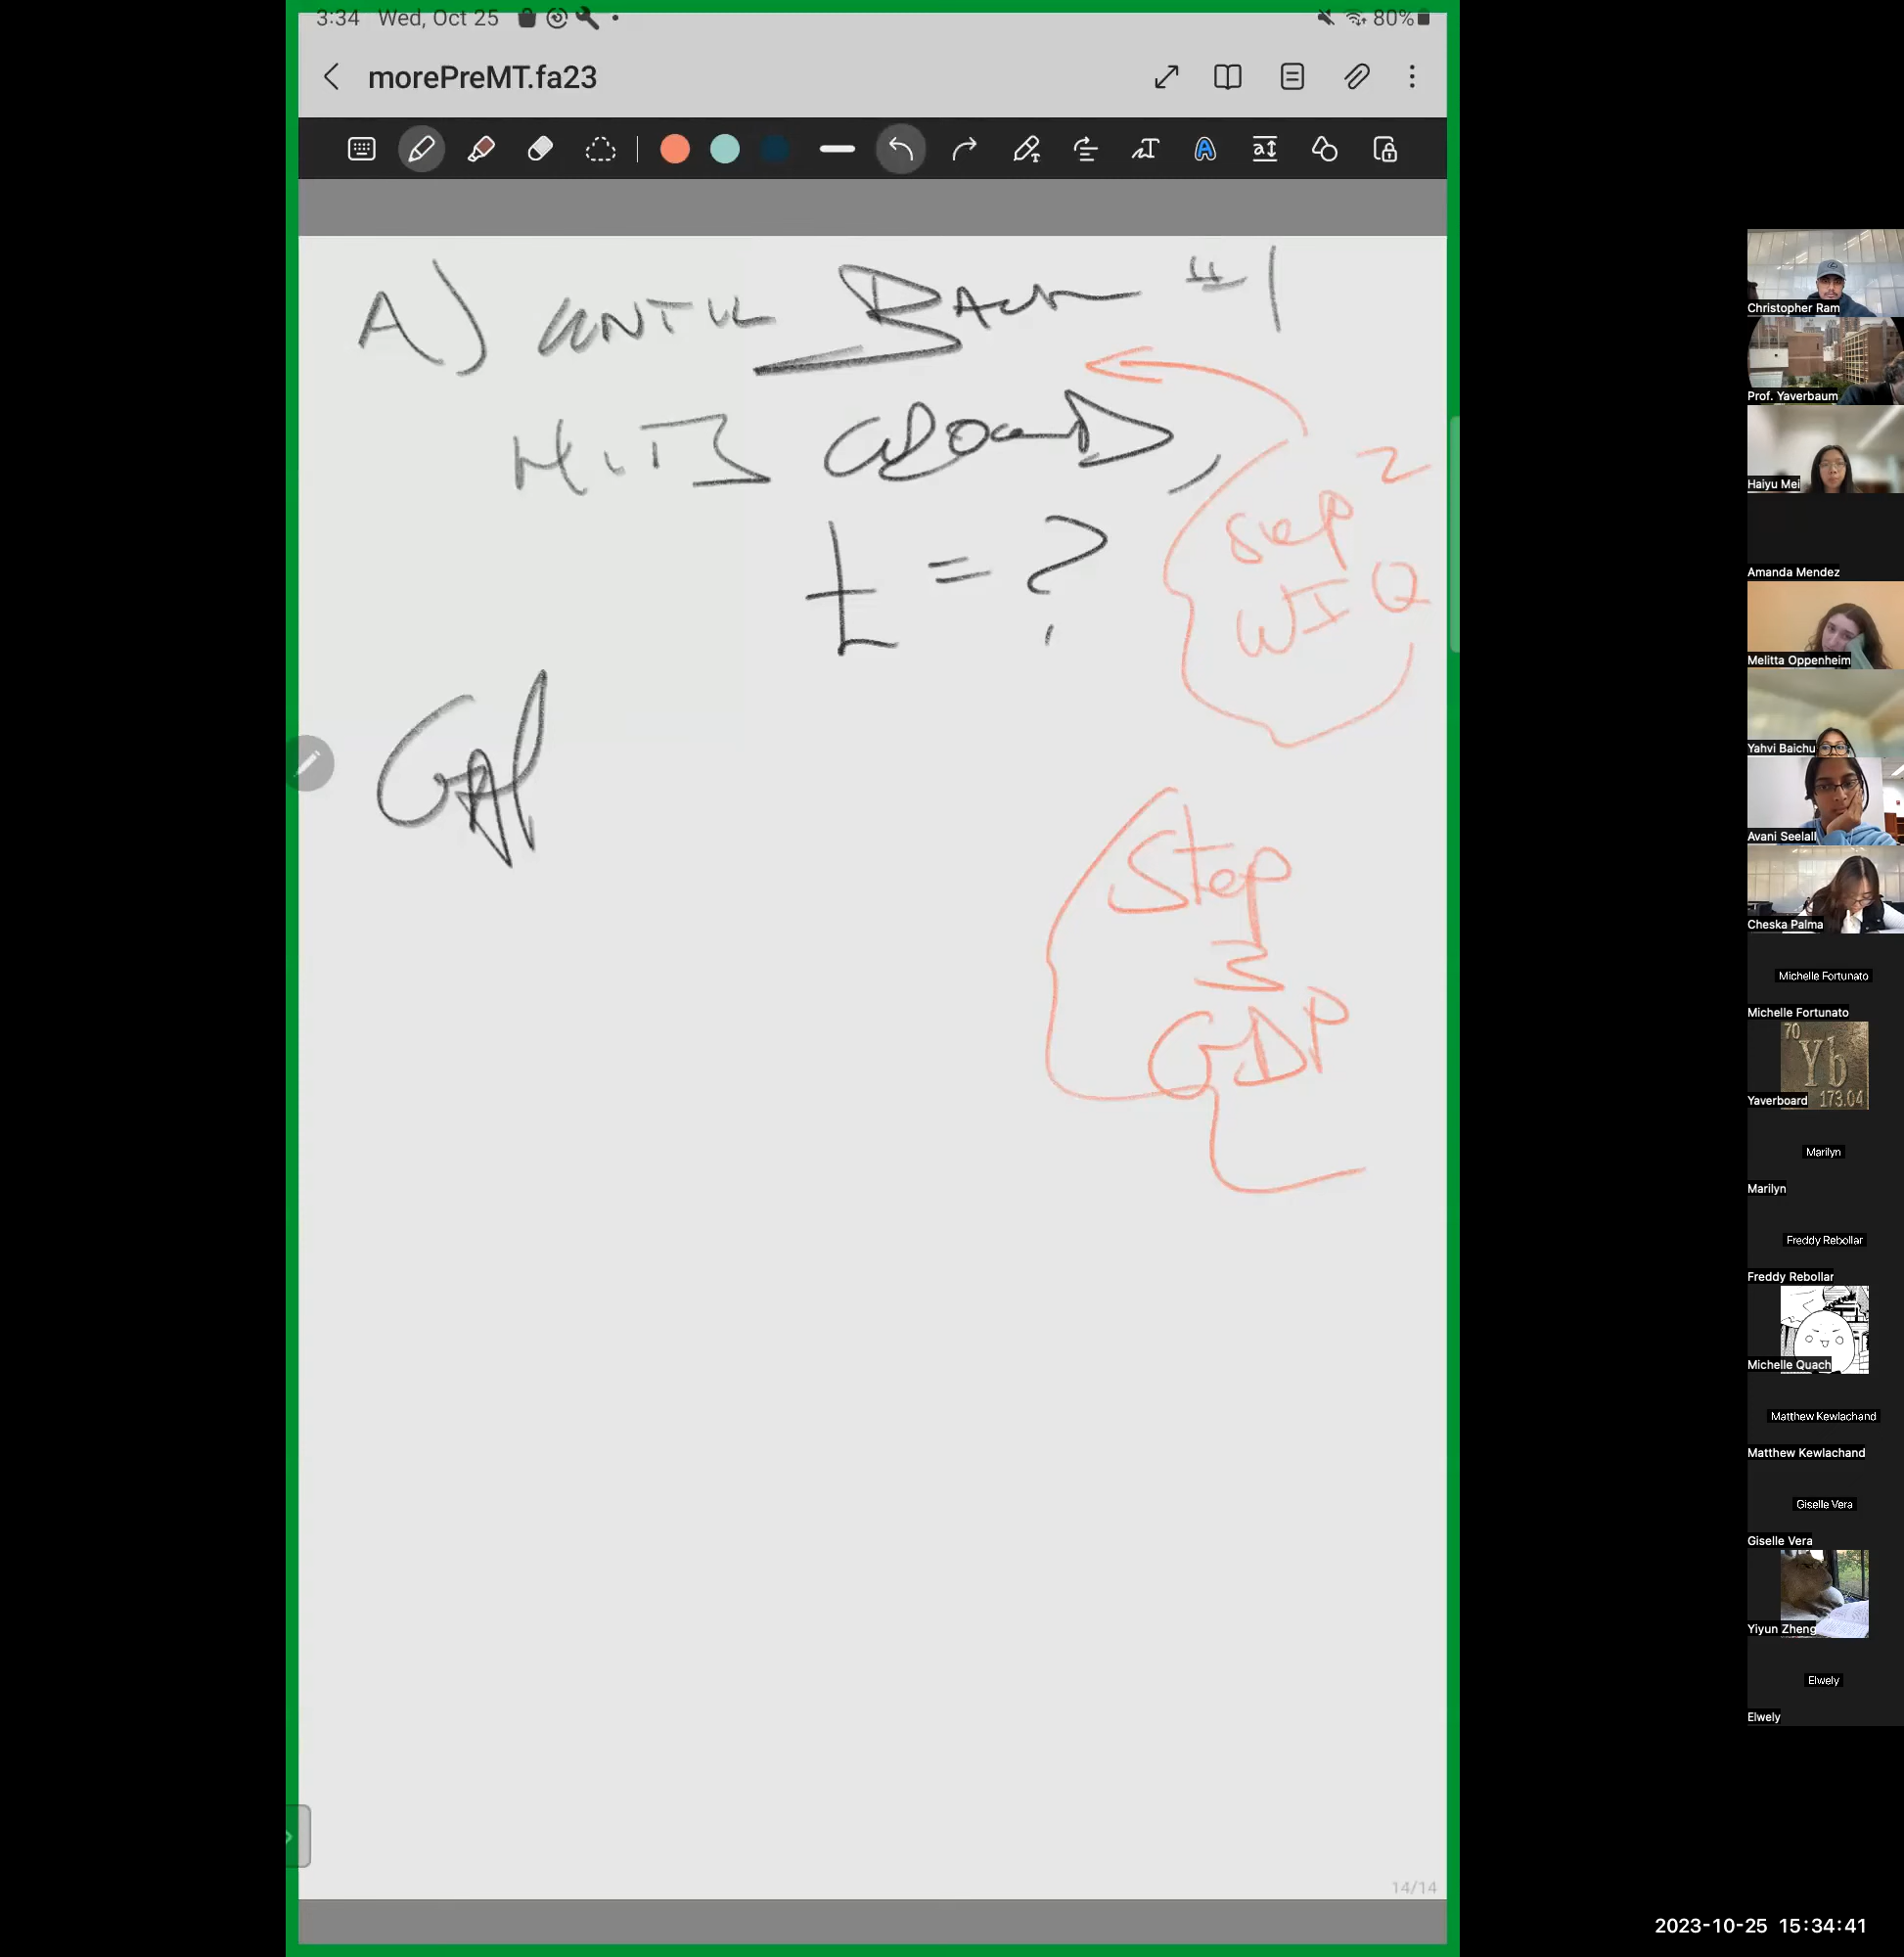 3:34 Wed, Oct 25
80%
morePreMT.fa23
A) UNTIL BALL #1
HITS GROUND,
t = ?
Step 2
WIQ
Step
3
GDP
14/14
Christopher Ram
Prof. Yaverbaum
Haiyu Mei
Amanda Mendez
Melitta Oppenheim
Yahvi Baichu
Avani Seelall
Cheska Palma
Michelle Fortunato
Michelle Fortunato
70
Yb
173.04
Yaverboard
Marilyn
Marilyn
Freddy Rebollar
Freddy Rebollar
Michelle Quach
Matthew Kewlachand
Matthew Kewlachand
Giselle Vera
Giselle Vera
Yiyun Zheng
Elwely
Elwely
2023-10-25 15:34:41